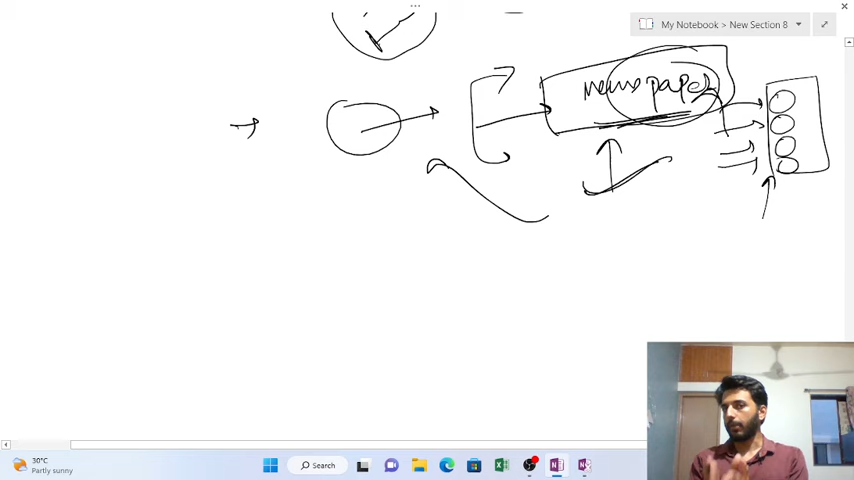 My Notebook > New Section 8
newspaper
30°C
Partly sunny
Search